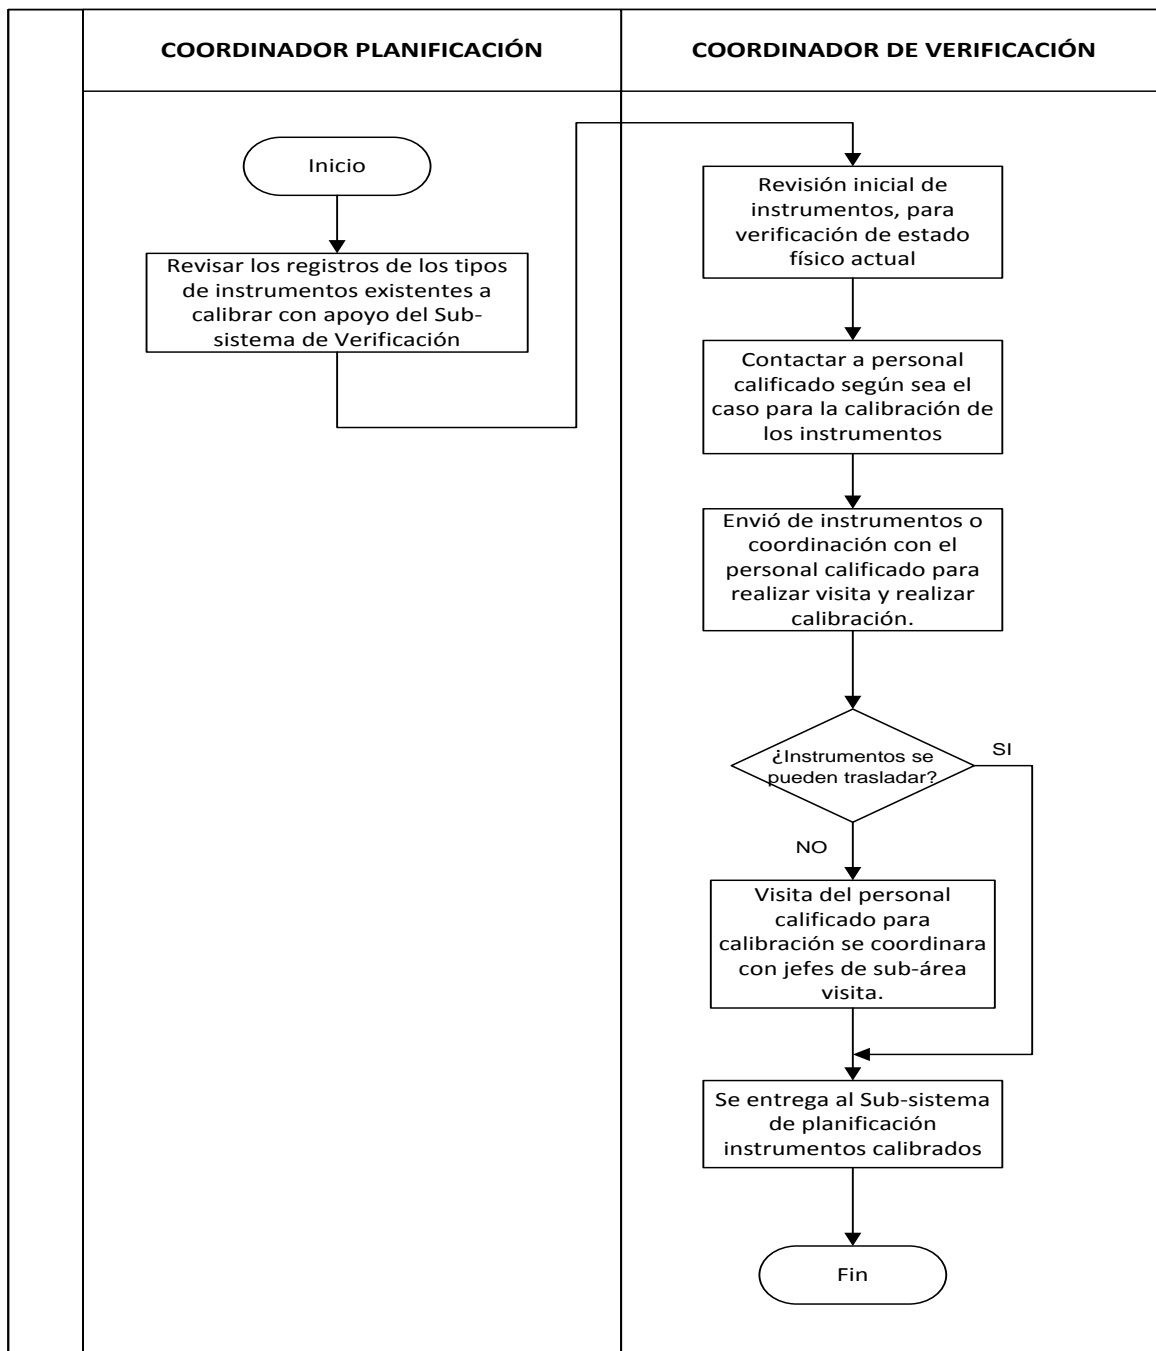 COORDINADOR PLANIFICACIÓN
COORDINADOR DE VERIFICACIÓN
Inicio
Revisar los registros de los tipos
de instrumentos existentes a
calibrar con apoyo del Sub-
sistema de Verificación
Revisión inicial de
instrumentos, para
verificación de estado
físico actual
Contactar a personal
calificado según sea el
caso para la calibración de
los instrumentos
Envió de instrumentos o
coordinación con el
personal calificado para
realizar visita y realizar
calibración.
¿Instrumentos se
pueden trasladar?
SI
NO
Visita del personal
calificado para
calibración se coordinara
con jefes de sub-área
visita.
Se entrega al Sub-sistema
de planificación
instrumentos calibrados
Fin